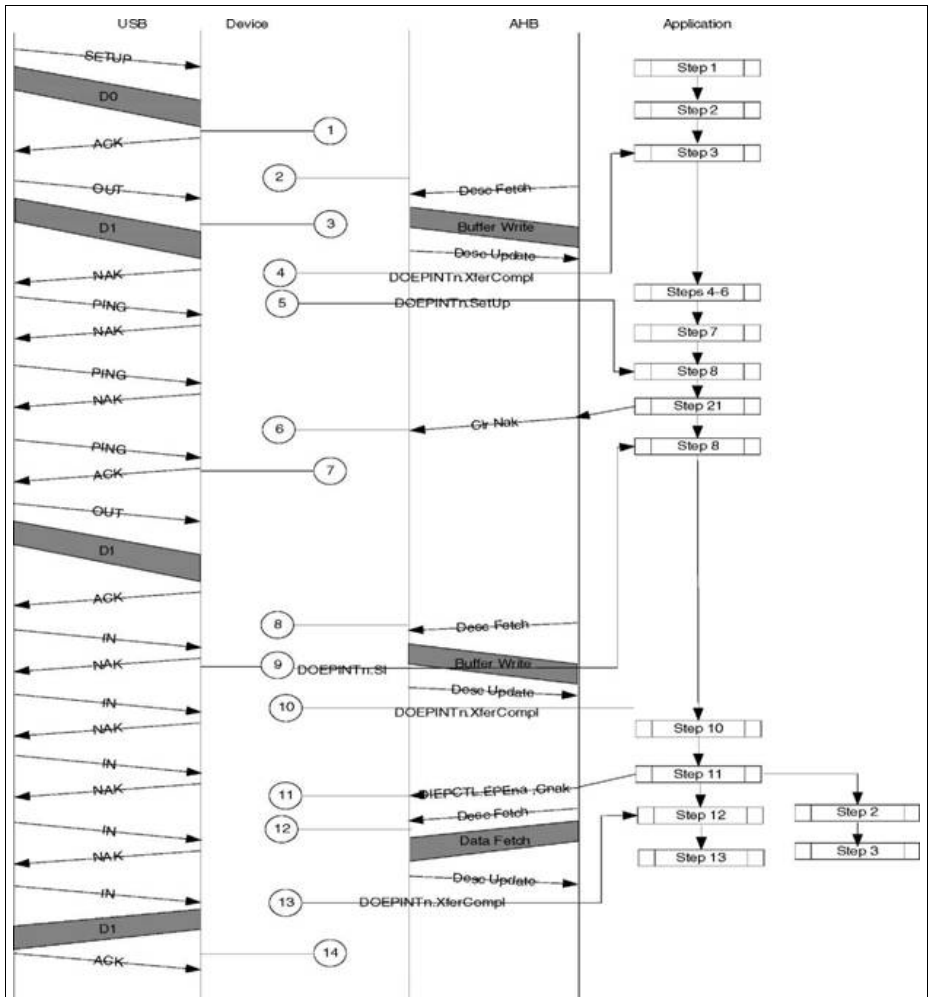 USB Device AHB Application
SETUP
Step 1
D0
Step 2
1
ACK
Step 3
2
OUT
Desc Fetch
D1
3
Buffer Write
Desc Update
NAK
4
DOEPINTn.XferCompl
Steps 4-6
PING
5
DOEPINTn.SetUp
NAK
Step 7
PING
Step 8
NAK
Step 21
6
Clr Nak
PING
Step 8
ACK
7
OUT
D1
ACK
8
Desc Fetch
IN
NAK
9
DOEPINTn.SI
Buffer Write
Desc Update
IN
10
DOEPINTn.XferCompl
NAK
Step 10
IN
Step 11
NAK
11
DIEPCTL.EPEna ,Cnak
Desc Fetch
Step 12
Step 2
IN
12
Data Fetch
NAK
Step 13
Step 3
Desc Update
IN
13
DOEPINTn.XferCompl
D1
ACK
14